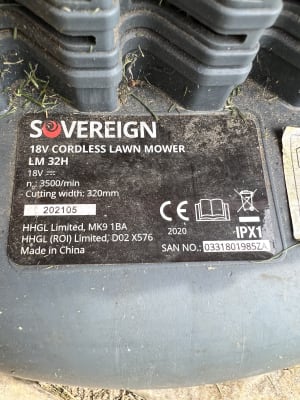 SOVEREIGN
18V CORDLESS LAWN MOWER
LM 32H
18V ⎓
n₀: 3500/min
Cutting width: 320mm
202105
HHGL Limited, MK9 1BA
HHGL (ROI) Limited, D02 X576
Made in China
CE
2020
IPX1
SAN NO.: 0331801985ZA